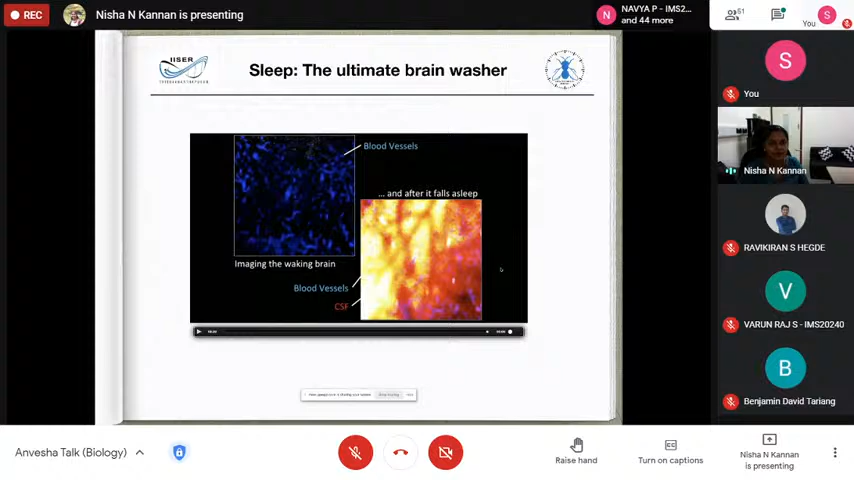 REC
Nisha N Kannan is presenting
N
NAVYA P - IMS2...
and 44 more
61
S
You
IISER
Sleep: The ultimate brain washer
Blood Vessels
... and after it falls asleep
Imaging the waking brain
Blood Vessels
CSF
S
You
Nisha N Kannan
RAVIKIRAN S HEGDE
V
VARUN RAJ S - IMS20240
B
Benjamin David Tariang
Anvesha Talk (Biology)
Raise hand
Turn on captions
Nisha N Kannan
is presenting